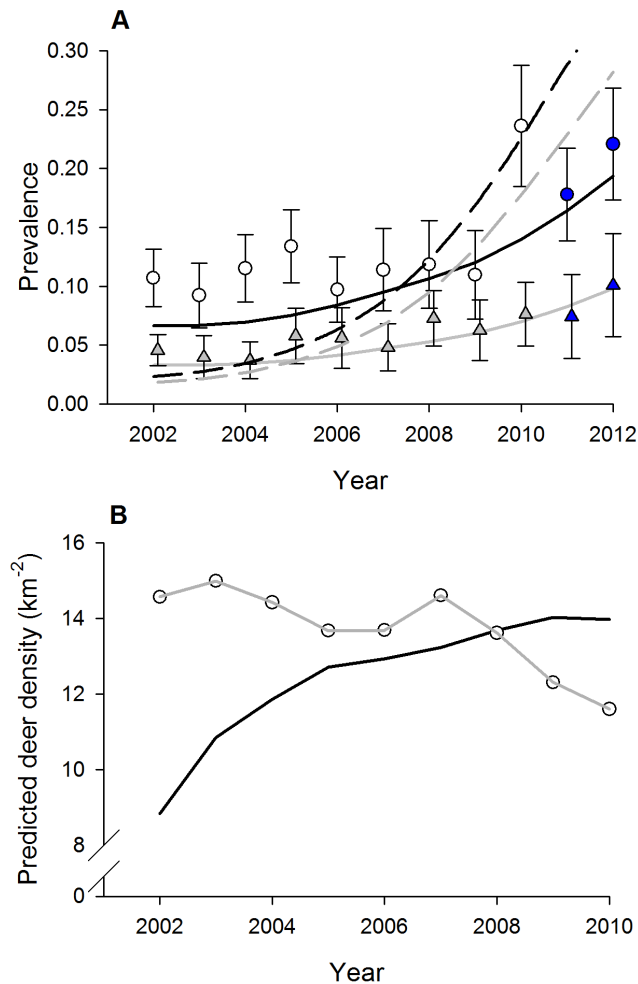 A
0.30
0.25
0.20
0.15
0.10
0.05
0.00
Prevalence
2002 2004 2006 2008 2010 2012
Year
B
16
14
12
10
8
0
Predicted deer density (km⁻²)
2002 2004 2006 2008 2010
Year